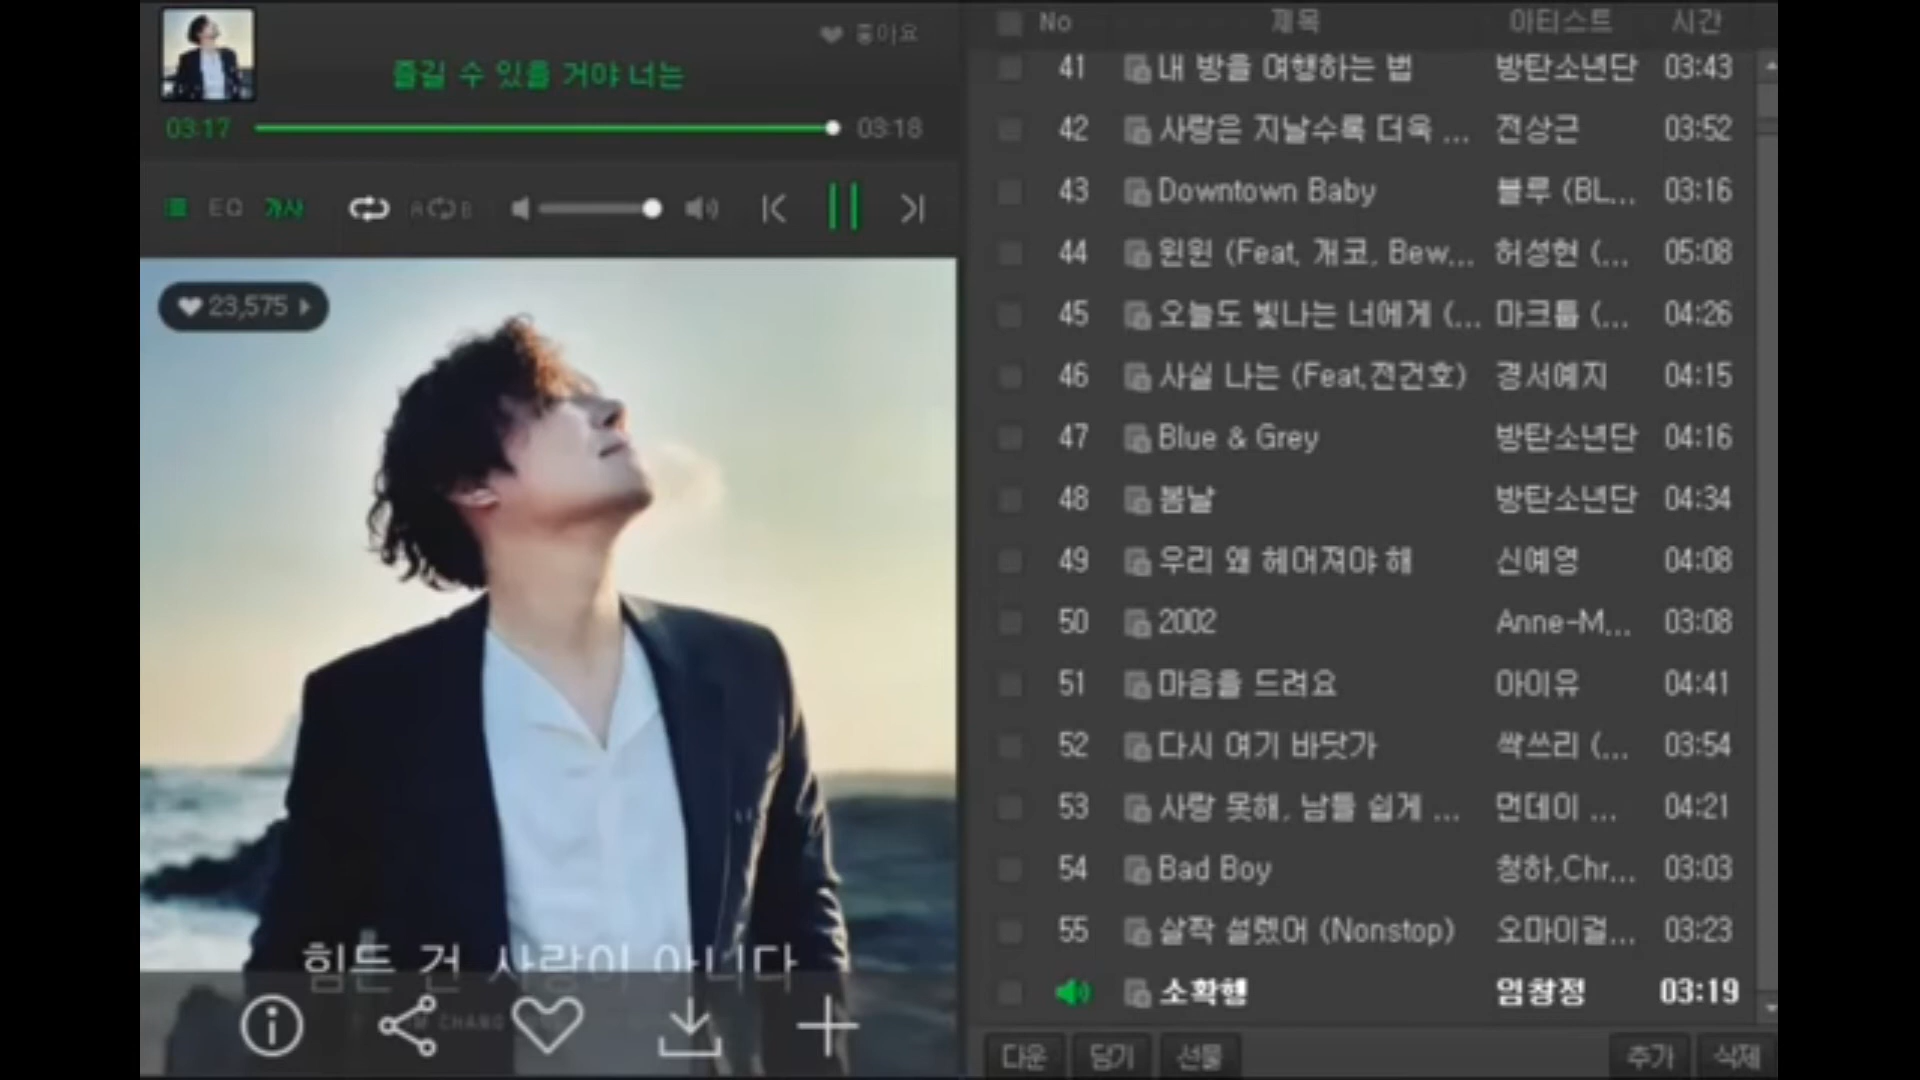 좋아요
즐길 수 있을 거야 너는
03:17
03:18
EQ 가사 A B
23,575
힘든 건 사랑이 아니다
CHANG
No 제목 아티스트 시간
41 내 방을 여행하는 법 방탄소년단 03:43
42 사랑은 지날수록 더욱 ... 전상근 03:52
43 Downtown Baby 블루 (BL... 03:16
44 윈윈 (Feat. 개코, Bew... 허성현 (... 05:08
45 오늘도 빛나는 너에게 (... 마크툽 (... 04:26
46 사실 나는 (Feat.전건호) 경서예지 04:15
47 Blue & Grey 방탄소년단 04:16
48 봄날 방탄소년단 04:34
49 우리 왜 헤어져야 해 신예영 04:08
50 2002 Anne-M... 03:08
51 마음을 드려요 아이유 04:41
52 다시 여기 바닷가 싹쓰리 (... 03:54
53 사랑 못해, 남들 쉽게 ... 먼데이 ... 04:21
54 Bad Boy 청하,Chr... 03:03
55 살짝 설렜어 (Nonstop) 오마이걸... 03:23
소확행 임창정 03:19
다운 담기 선물 추가 삭제